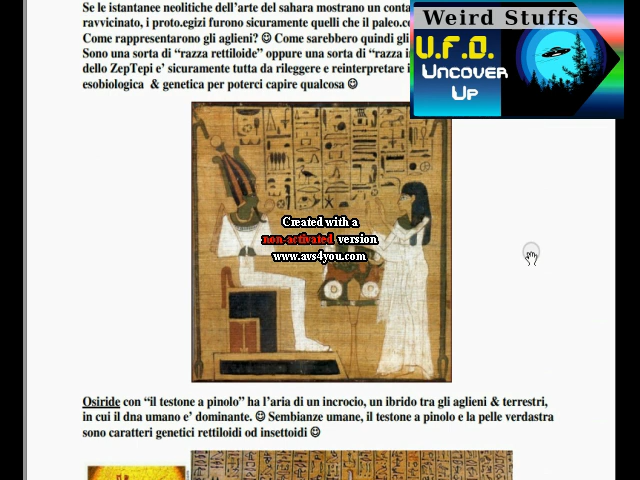 Se le istantanee neolitiche dell'arte del sahara mostrano un
ravvicinato, i proto.egizi furono sicuramente quelli che il
Come rappresentarono gli aglieni? ☺ Come sarebbero quindi gli
Sono una sorta di "razza rettiloide" oppure una sorta di "razza
dello ZepTepi e' sicuramente tutta da rileggere e reinterpretare
esobiologica & genetica per poterci capire qualcosa ☺
Weird Stuffs
U.F.O.
Uncover
Up
Created with a
non-activated version
www.avs4you.com
Osiride con "il testone a pinolo" ha l'aria di un incrocio, un ibrido tra gli aglieni & terrestri,
in cui il dna umano e' dominante. ☺ Sembianze umane, il testone a pinolo e la pelle verdastra
sono caratteri genetici rettiloidi od insettoidi ☺